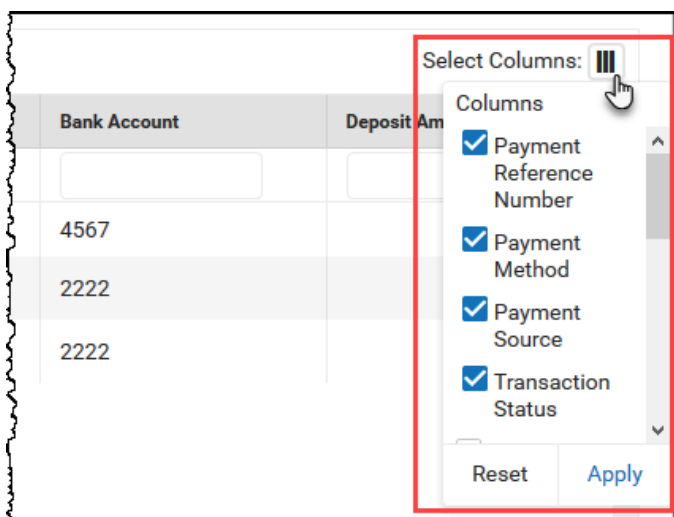 Select Columns:
Columns
Bank Account
Deposit Am
Payment
Reference
Number
Payment
Method
4567
2222
Payment
Source
2222
Transaction
Status
Reset Apply